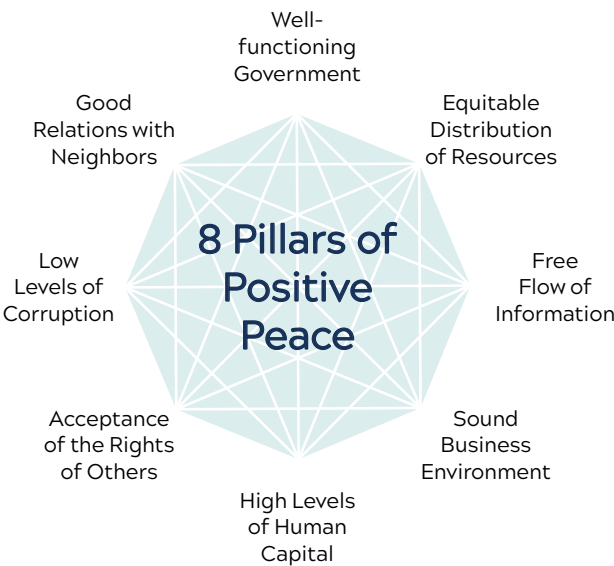 Well-
functioning
Government
Equitable
Distribution
of Resources
Free
Flow of
Information
Sound
Business
Environment
High Levels
of Human
Capital
Acceptance
of the Rights
of Others
Low
Levels of
Corruption
Good
Relations with
Neighbors
8 Pillars of
Positive
Peace